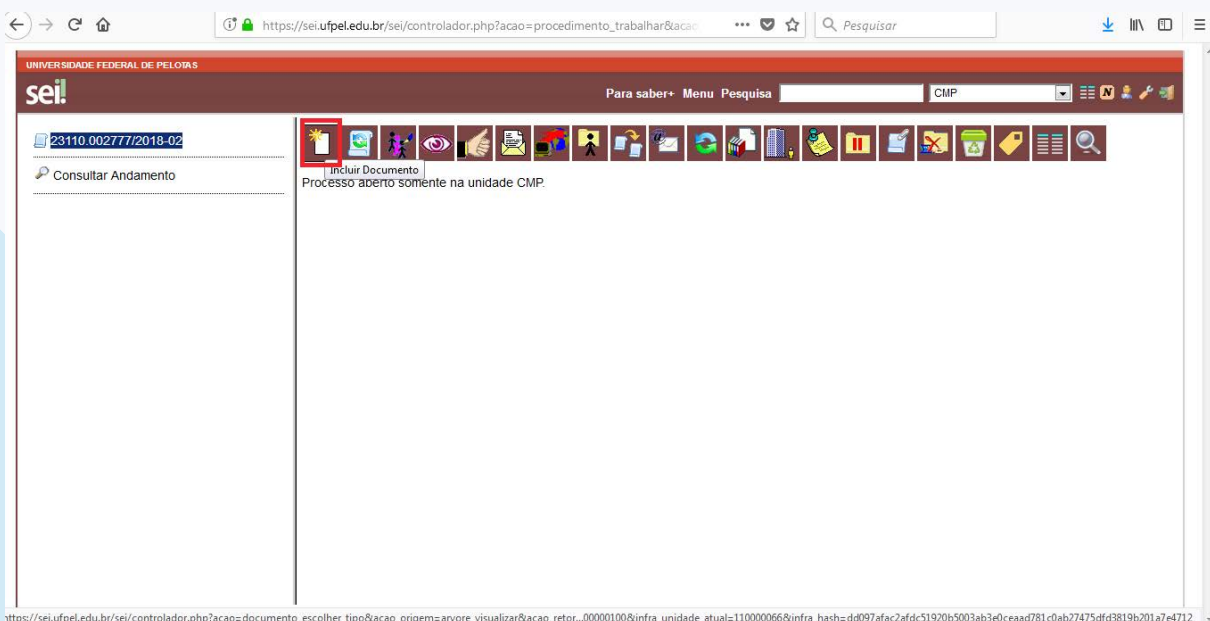 https://sei.ufpel.edu.br/sei/controlador.php?acao=procedimento_trabalhar&acao
Pesquisar
UNIVERSIDADE FEDERAL DE PELOTAS
sei!
Para saber+ Menu Pesquisa
CMP
23110.002777/2018-02
Consultar Andamento
Incluir Documento
Processo aberto somente na unidade CMP.
https://sei.ufpel.edu.br/sei/controlador.php?acao=documento_escolher_tipo&acao_origem=arvore_visualizar&acao_retor...00000100&infra_unidade_atual=110000066&infra_hash=dd097afac2afdc51920b5003ab3e0ceaad781c0ab27475dfd3819b201a7e4712